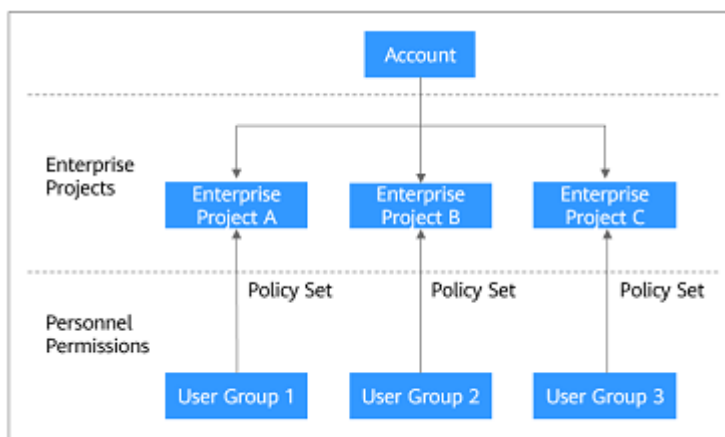 Account
Enterprise
Projects
Enterprise
Project A
Enterprise
Project B
Enterprise
Project C
Policy Set
Policy Set
Policy Set
Personnel
Permissions
User Group 1
User Group 2
User Group 3